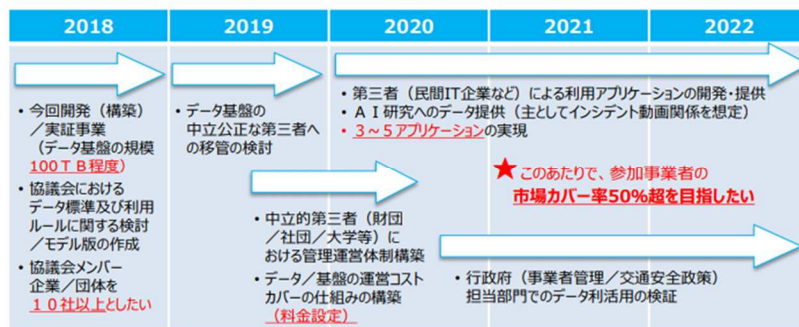 2018
2019
2020
2021
2022
・今回開発（構築）
／実証事業
（データ基盤の規模
100TB程度）
・協議会における
データ標準及び利用
ルールに関する検討
／モデル版の作成
・協議会メンバー
企業／団体を
１０社以上としたい
・データ基盤の
中立公正な第三者へ
の移管の検討
・中立的第三者（財団
／社団／大学等）に
おける管理運営体制構築
・データ／基盤の運営コスト
カバーの仕組みの構築
（料金設定）
・第三者（民間IT企業など）による利用アプリケーションの開発・提供
・ＡＩ研究へのデータ提供（主としてインシデント動画関係を想定）
・３～５アプリケーションの実現
★このあたりで、参加事業者の
市場カバー率50%超を目指したい
・行政府（事業者管理／交通安全政策）
担当部門でのデータ利活用の検証